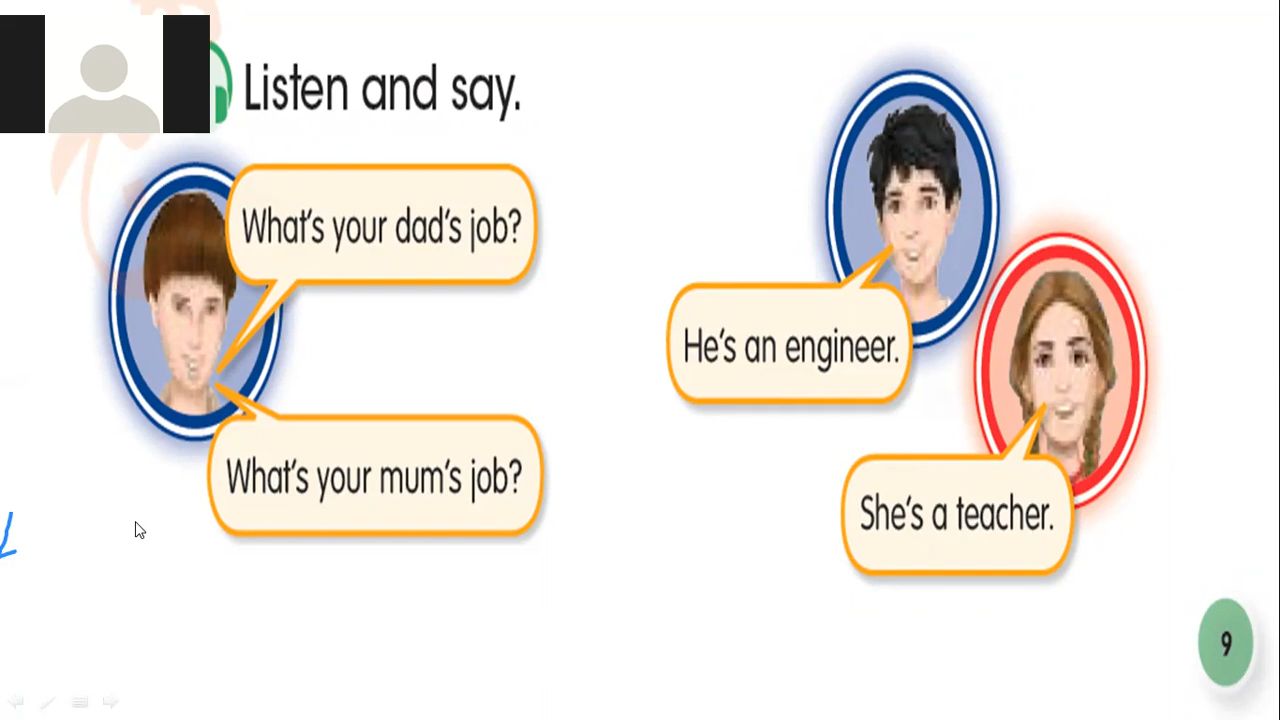 Listen and say.
What's your dad's job?
What's your mum's job?
He's an engineer.
She's a teacher.
9